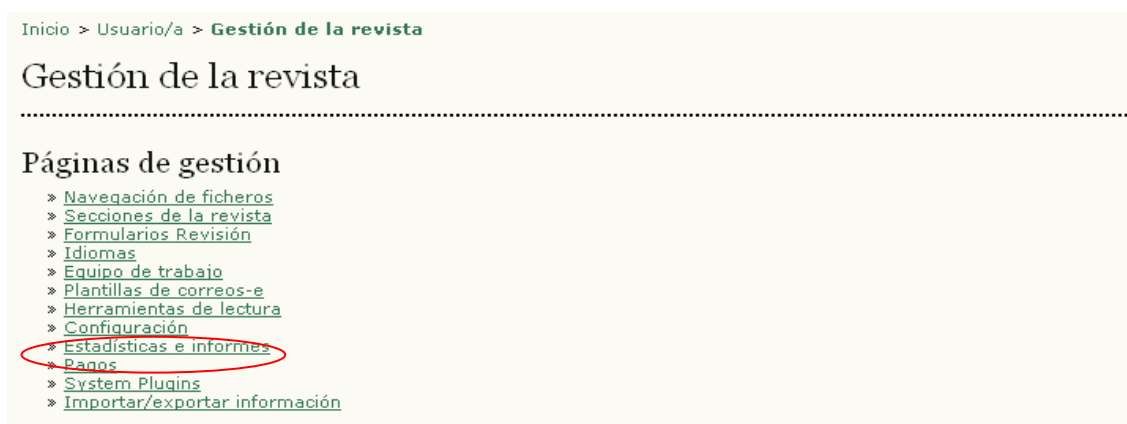 Inicio > Usuario/a > Gestión de la revista
Gestión de la revista
Páginas de gestión
» Navegación de ficheros
» Secciones de la revista
» Formularios Revisión
» Idiomas
» Equipo de trabajo
» Plantillas de correos-e
» Herramientas de lectura
» Configuración
» Estadísticas e informes
» Pagos
» System Plugins
» Importar/exportar información